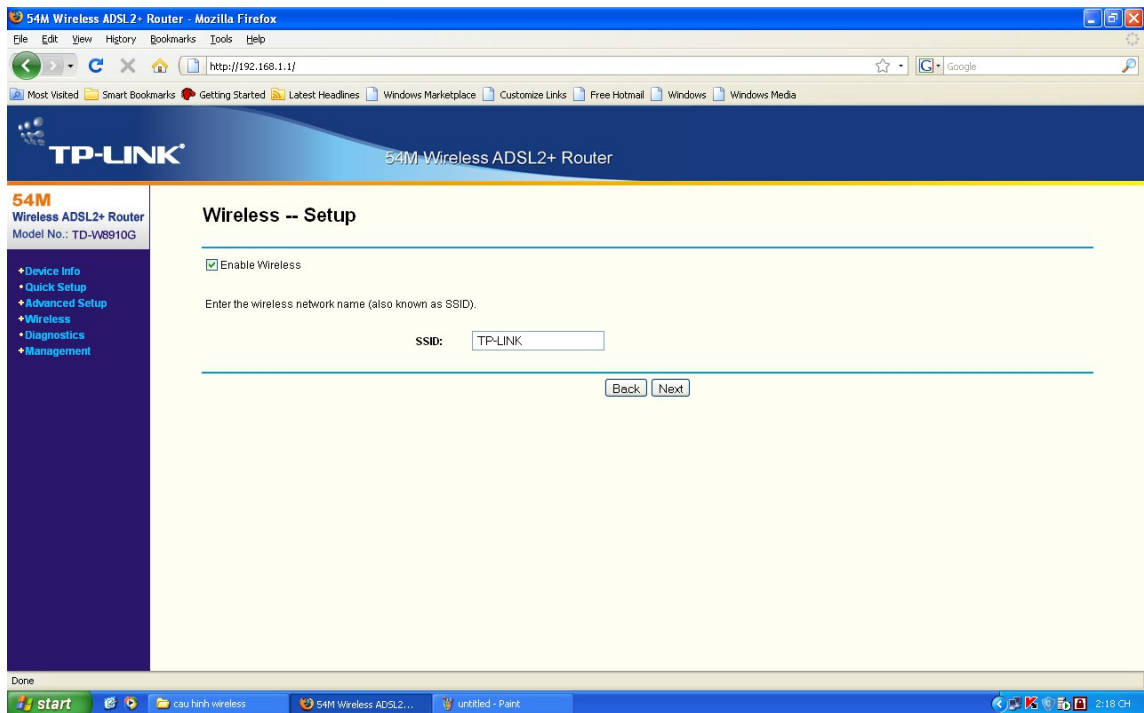 54M Wireless ADSL2+ Router - Mozilla Firefox
File Edit View History Bookmarks Tools Help
http://192.168.1.1/
Google
Most Visited Smart Bookmarks Getting Started Latest Headlines Windows Marketplace Customize Links Free Hotmail Windows Windows Media
TP-LINK
54M Wireless ADSL2+ Router
54M
Wireless ADSL2+ Router
Model No.: TD-W8910G
Device Info
Quick Setup
Advanced Setup
Wireless
Diagnostics
Management
Wireless -- Setup
Enable Wireless
Enter the wireless network name (also known as SSID).
SSID: TP-LINK
Back Next
Done
start cau hinh wireless 54M Wireless ADSL2... untitled - Paint 2:18 CH